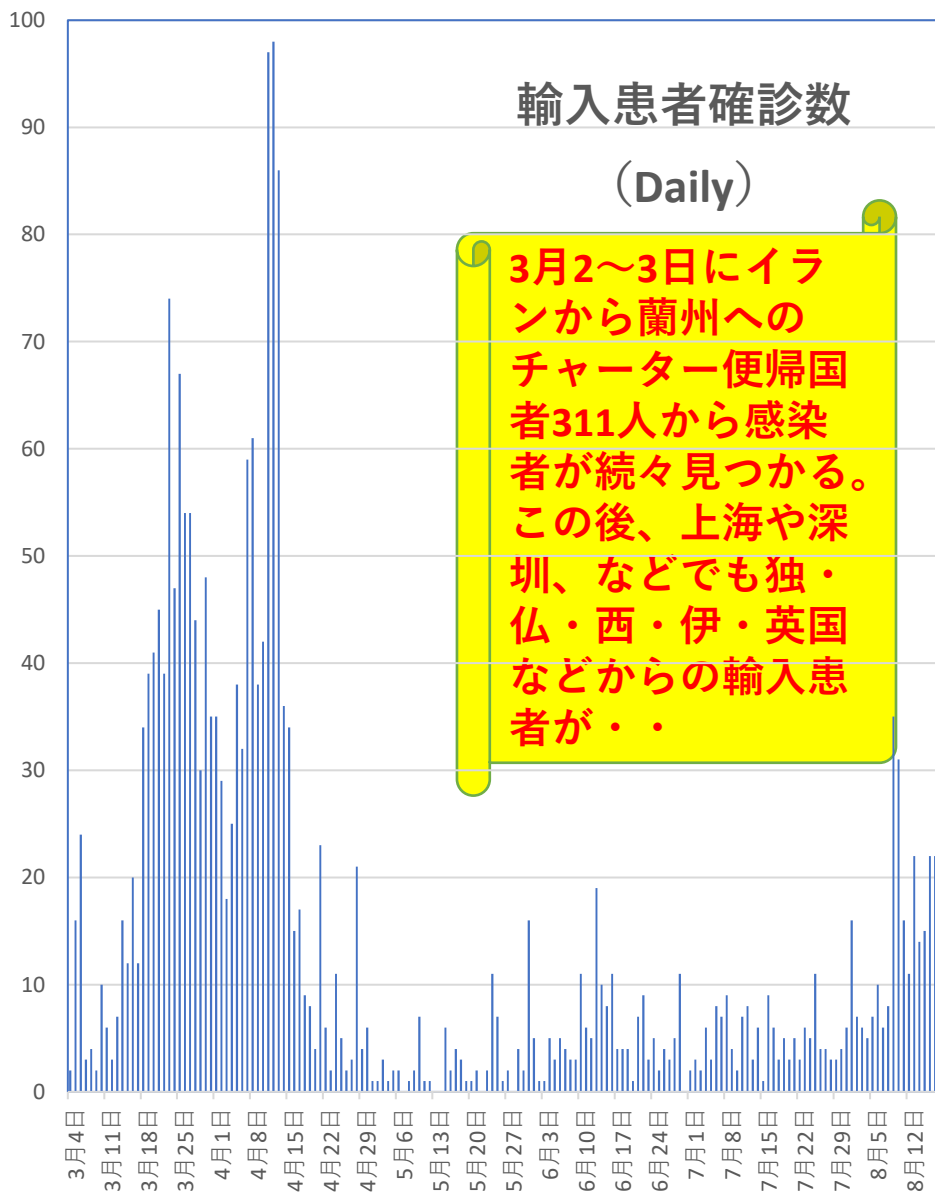 100
90
80
70
60
50
40
30
20
10
0
輸入患者確診数
（Daily）
3月2～3日にイラ
ンから蘭州への
チャーター便帰国
者311人から感染
者が続々見つかる。
この後、上海や深
圳、などでも独・
仏・西・伊・英国
などからの輸入患
者が・・
3月4日
3月11日
3月18日
3月25日
4月1日
4月8日
4月15日
4月22日
4月29日
5月6日
5月13日
5月20日
5月27日
6月3日
6月10日
6月17日
6月24日
7月1日
7月8日
7月15日
7月22日
7月29日
8月5日
8月12日